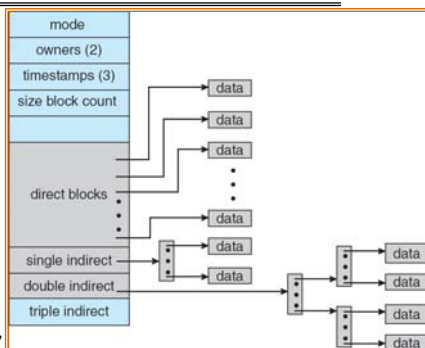 mode
owners (2)
timestamps (3)
size block count
direct blocks
single indirect
double indirect
triple indirect
data
data
data
data
data
data
data
data
data
data